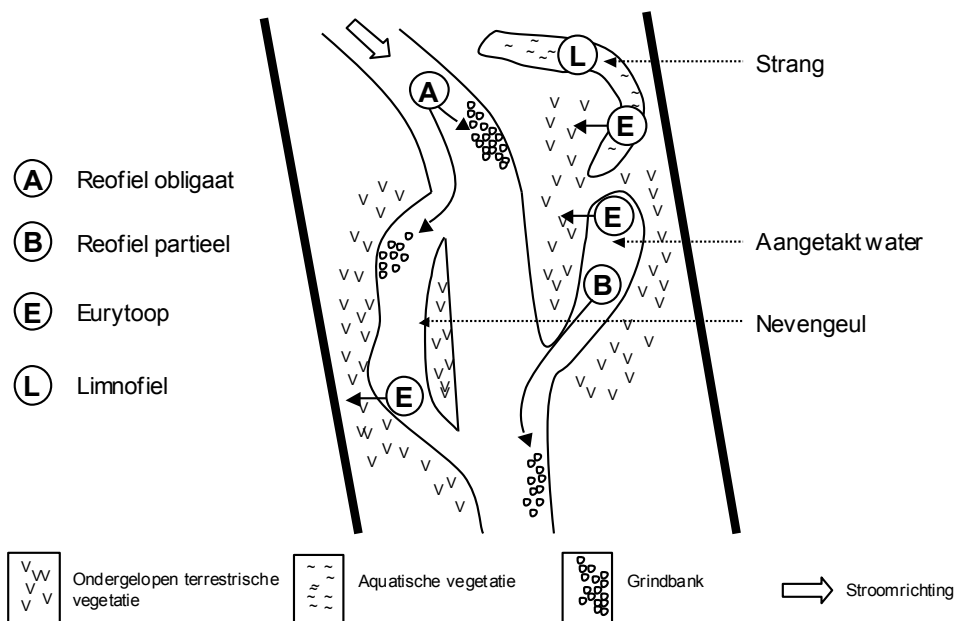 L
Strang
A
E
A Reofiel obligaat
B Reofiel partieel
E
Aangetakt water
B
E Eurytoop
Nevengeul
L Limnofiel
E
Ondergelopen terrestrische
vegetatie
Aquatische vegetatie
Grindbank
Stroomrichting